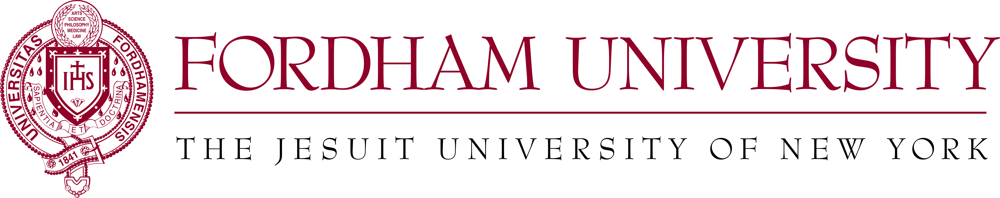 ARTS
SCIENCE
PHILOSOPHY
MEDICINE
LAW
UNIVERSITAS FORDHAMENSIS
IHS
SAPIENTIA ET DOCTRINA
1841
FORDHAM UNIVERSITY
THE JESUIT UNIVERSITY OF NEW YORK